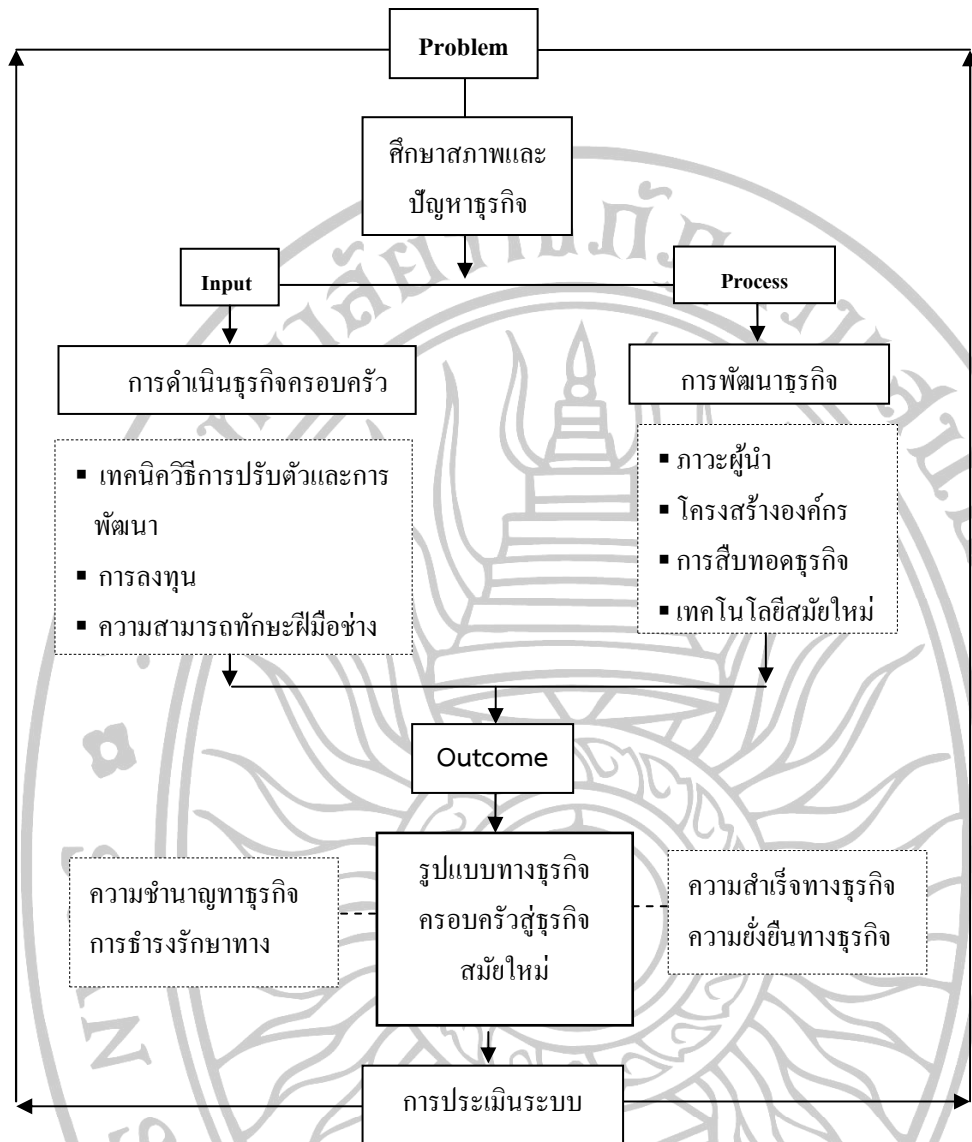 Problem
ศึกษาสภาพและ
ปัญหาธุรกิจ
Input
Process
การดำเนินธุรกิจครอบครัว
การพัฒนาธุรกิจ
▪ เทคนิควิธีการปรับตัวและการ
พัฒนา
▪ การลงทุน
▪ ความสามารถทักษะฝีมือช่าง
▪ ภาวะผู้นำ
▪ โครงสร้างองค์กร
▪ การสืบทอดธุรกิจ
▪ เทคโนโลยีสมัยใหม่
Outcome
ความชำนาญทาธุรกิจ
การธำรงรักษาทาง
รูปแบบทางธุรกิจ
ครอบครัวสู่ธุรกิจ
สมัยใหม่
ความสำเร็จทางธุรกิจ
ความยั่งยืนทางธุรกิจ
การประเมินระบบ